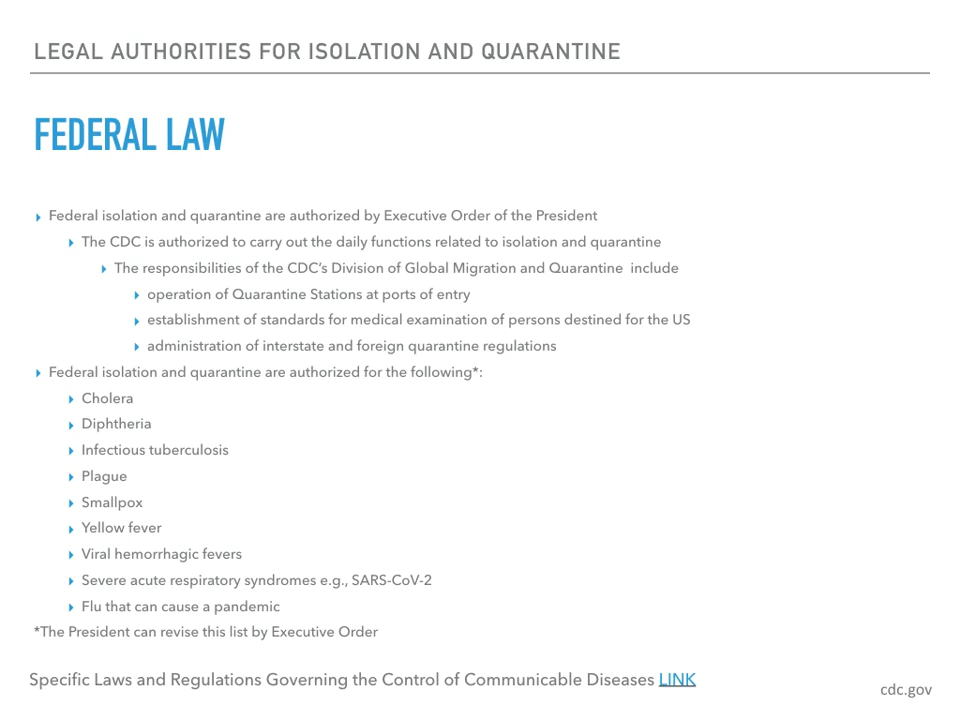 LEGAL AUTHORITIES FOR ISOLATION AND QUARANTINE
FEDERAL LAW
Federal isolation and quarantine are authorized by Executive Order of the President
The CDC is authorized to carry out the daily functions related to isolation and quarantine
The responsibilities of the CDC's Division of Global Migration and Quarantine  include
operation of Quarantine Stations at ports of entry
establishment of standards for medical examination of persons destined for the US
administration of interstate and foreign quarantine regulations
Federal isolation and quarantine are authorized for the following*:
Cholera
Diphtheria
Infectious tuberculosis
Plague
Smallpox
Yellow fever
Viral hemorrhagic fevers
Severe acute respiratory syndromes e.g., SARS-CoV-2
Flu that can cause a pandemic
*The President can revise this list by Executive Order
Specific Laws and Regulations Governing the Control of Communicable Diseases LINK
cdc.gov